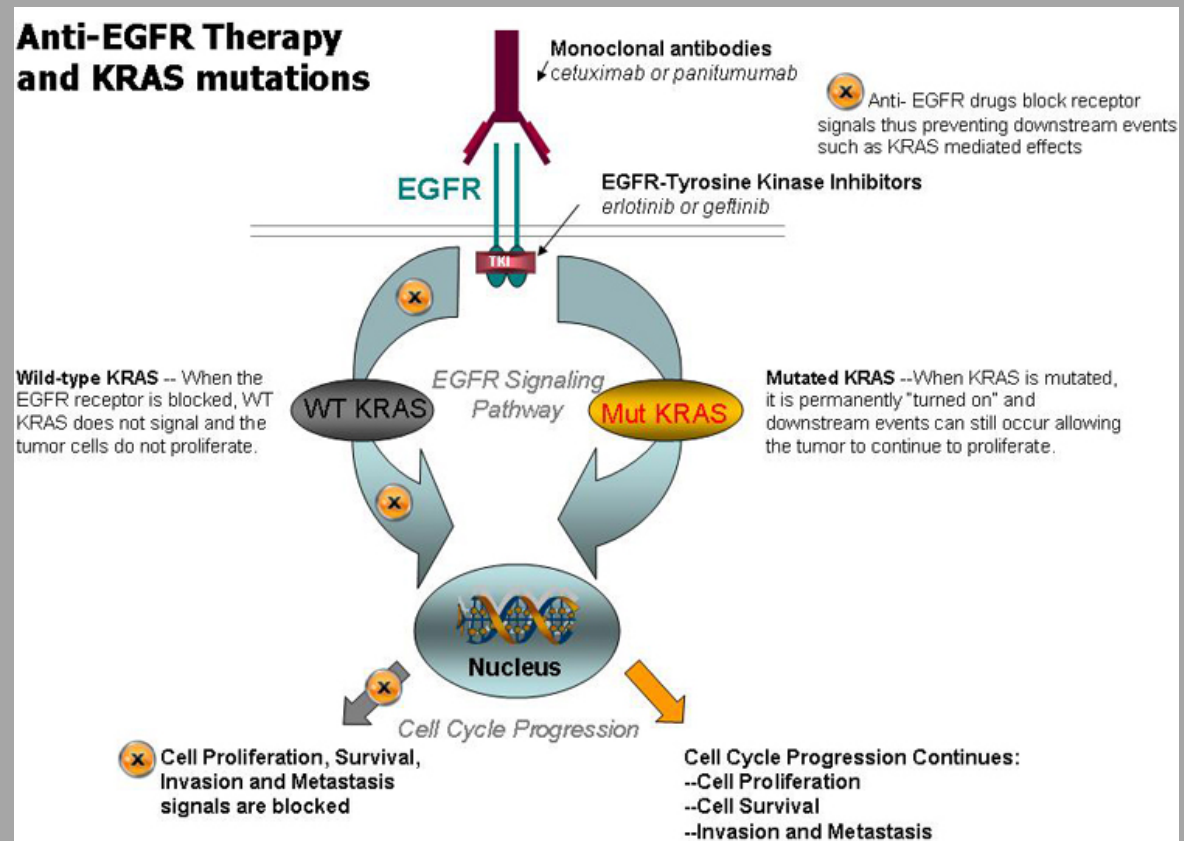 Anti-EGFR Therapy
and KRAS mutations
Monoclonal antibodies
cetuximab or panitumumab
x Anti- EGFR drugs block receptor
signals thus preventing downstream events
such as KRAS mediated effects
EGFR
EGFR-Tyrosine Kinase Inhibitors
erlotinib or geftinib
TKI
x
Wild-type KRAS -- When the
EGFR receptor is blocked, WT
KRAS does not signal and the
tumor cells do not proliferate.
WT KRAS
EGFR Signaling
Pathway
Mut KRAS
Mutated KRAS --When KRAS is mutated,
it is permanently "turned on" and
downstream events can still occur allowing
the tumor to continue to proliferate.
x
Nucleus
x
Cell Cycle Progression
x Cell Proliferation, Survival,
Invasion and Metastasis
signals are blocked
Cell Cycle Progression Continues:
--Cell Proliferation
--Cell Survival
--Invasion and Metastasis